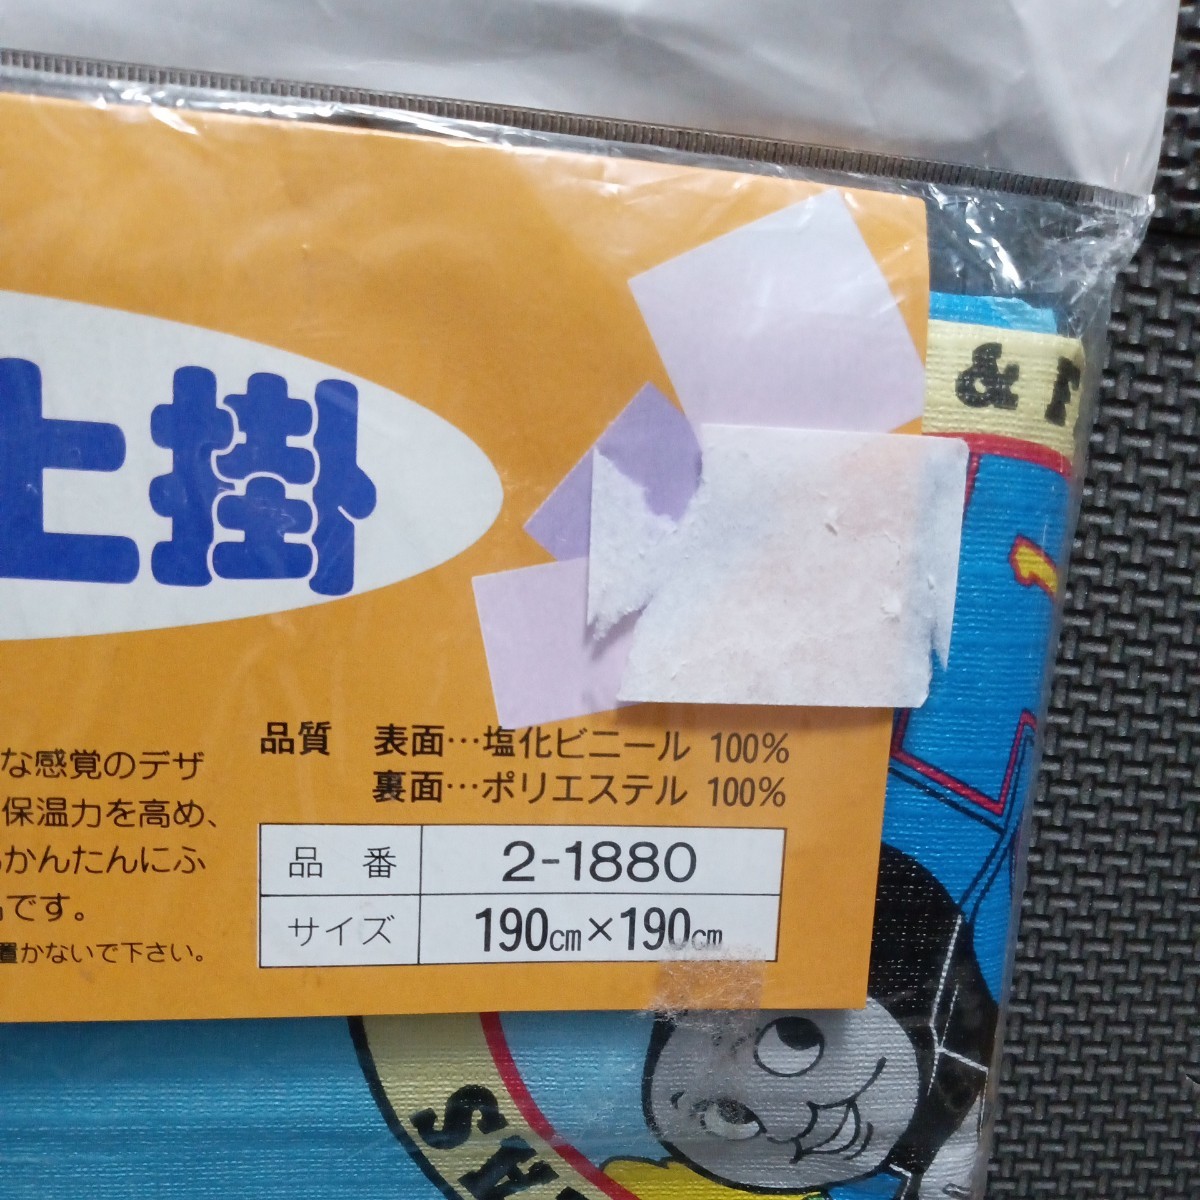 上掛
& T
品質 表面…塩化ビニール 100%
裏面…ポリエステル 100%
な感覚のデザ
保温力を高め、
かんたんにふ
です。
置かないで下さい。
品番 2-1880
サイズ 190cm×190cm
AS